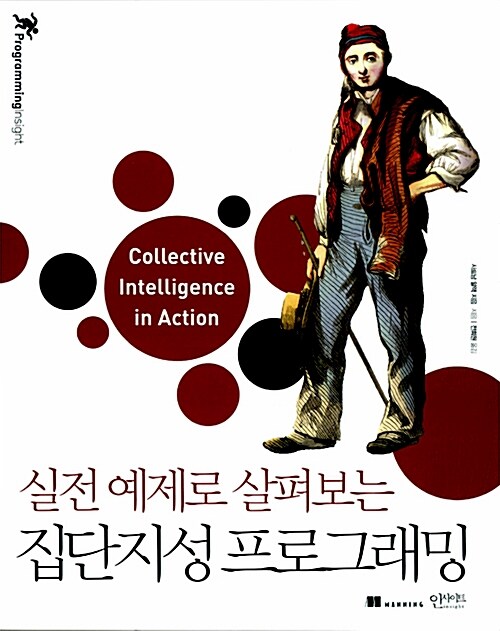 ProgrammingInsight
Collective
Intelligence
in Action
실전 예제로 살펴보는
집단지성 프로그래밍
MANNING
인사이트
insight